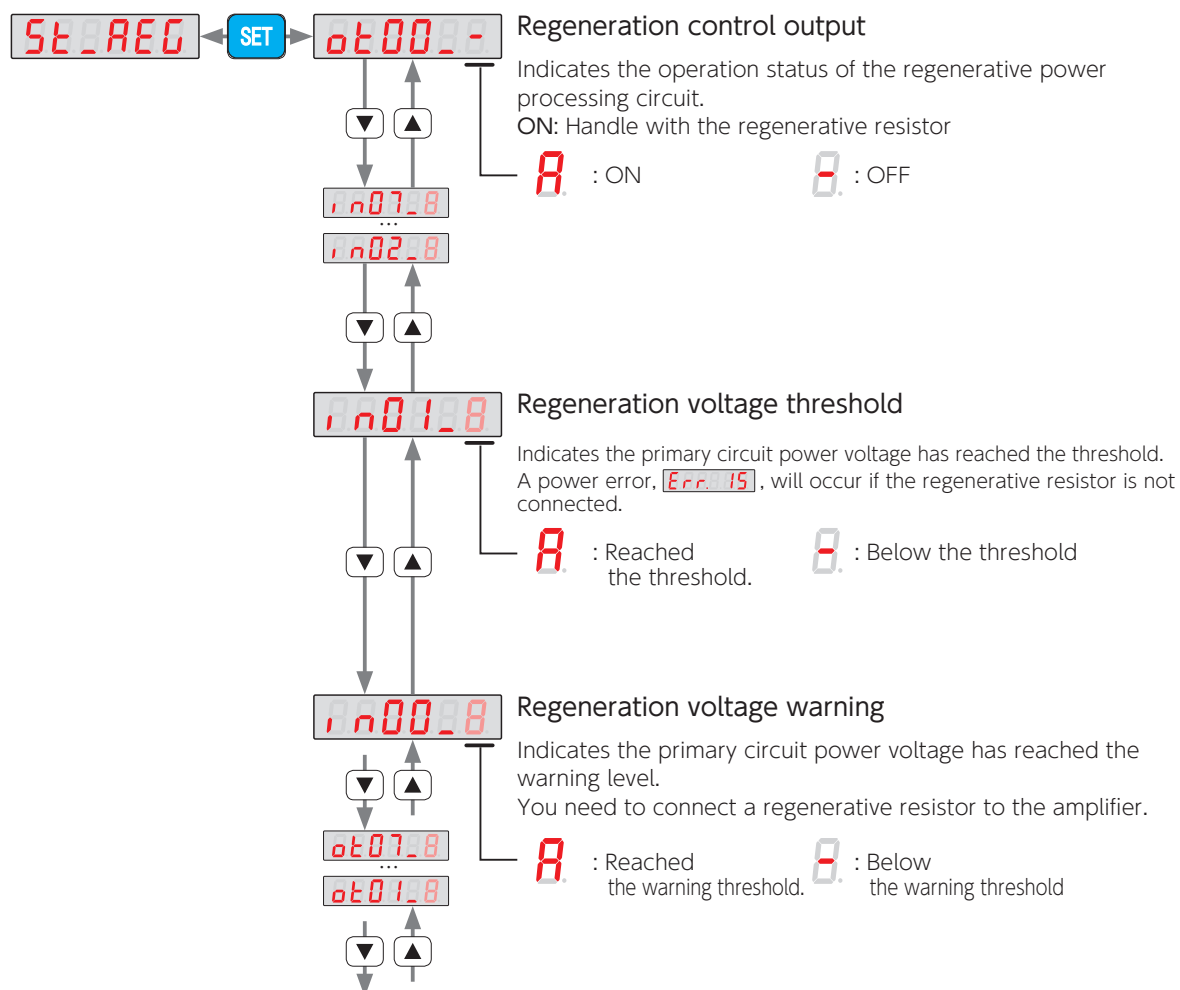 St_AEG SET ot00_- Regeneration control output
Indicates the operation status of the regenerative power
processing circuit.
ON: Handle with the regenerative resistor
A : ON - : OFF
in07_8
...
in02_8
in01_8 Regeneration voltage threshold
Indicates the primary circuit power voltage has reached the threshold.
A power error, Err. 15, will occur if the regenerative resistor is not
connected.
A : Reached
the threshold.
- : Below the threshold
in00_8 Regeneration voltage warning
Indicates the primary circuit power voltage has reached the
warning level.
You need to connect a regenerative resistor to the amplifier.
ot07_8
...
ot01_8
A : Reached
the warning threshold.
- : Below
the warning threshold